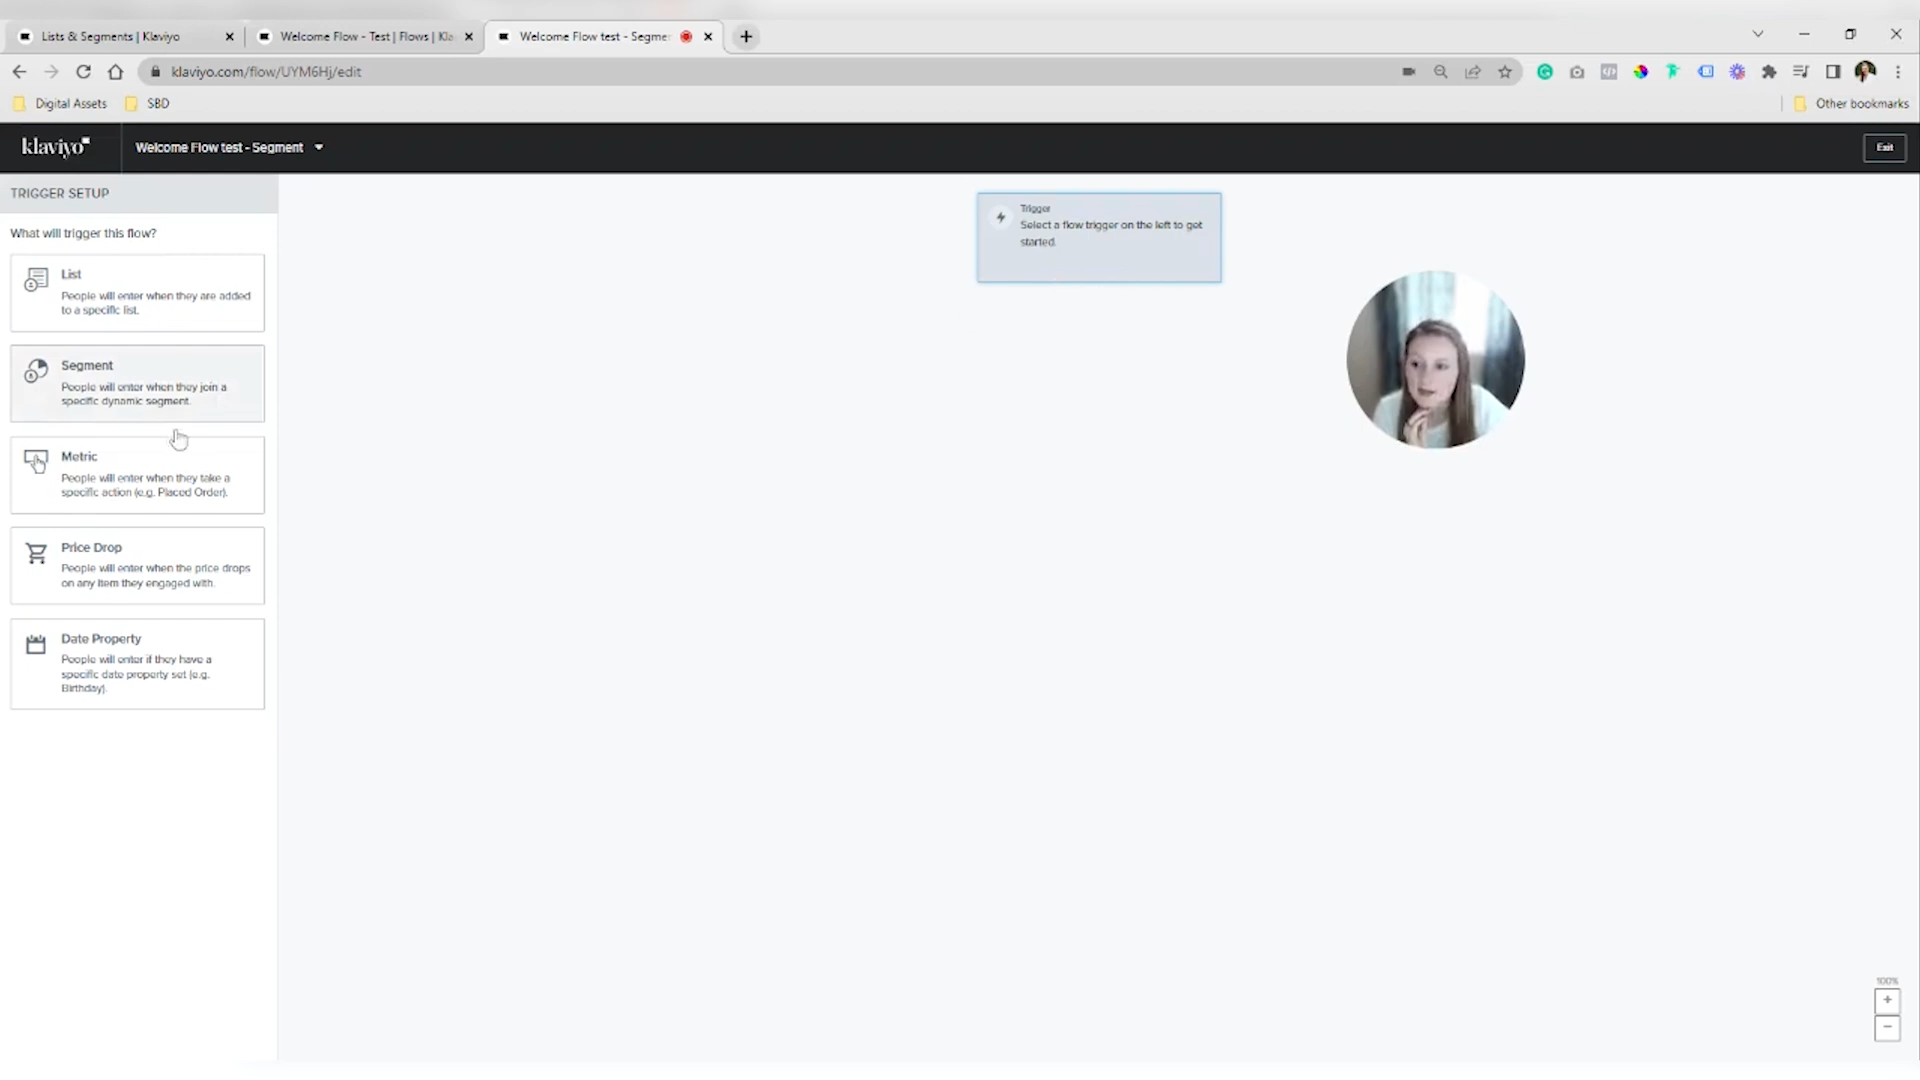 Lists & Segments | Klaviyo
Welcome Flow - Test | Flows | Kla
Welcome Flow test - Segme
klaviyo.com/flow/UYM6Hj/edit
Digital Assets
SBD
Other bookmarks
klaviyo
Welcome Flow test - Segment
Exit
TRIGGER SETUP
What will trigger this flow?
List
People will enter when they are added
to a specific list.
Segment
People will enter when they join a
specific dynamic segment.
Metric
People will enter when they take a
specific action (e.g. Placed Order).
Price Drop
People will enter when the price drops
on any item they engaged with.
Date Property
People will enter if they have a
specific date property set (e.g.
Birthday).
Trigger
Select a flow trigger on the left to get
started.
100%